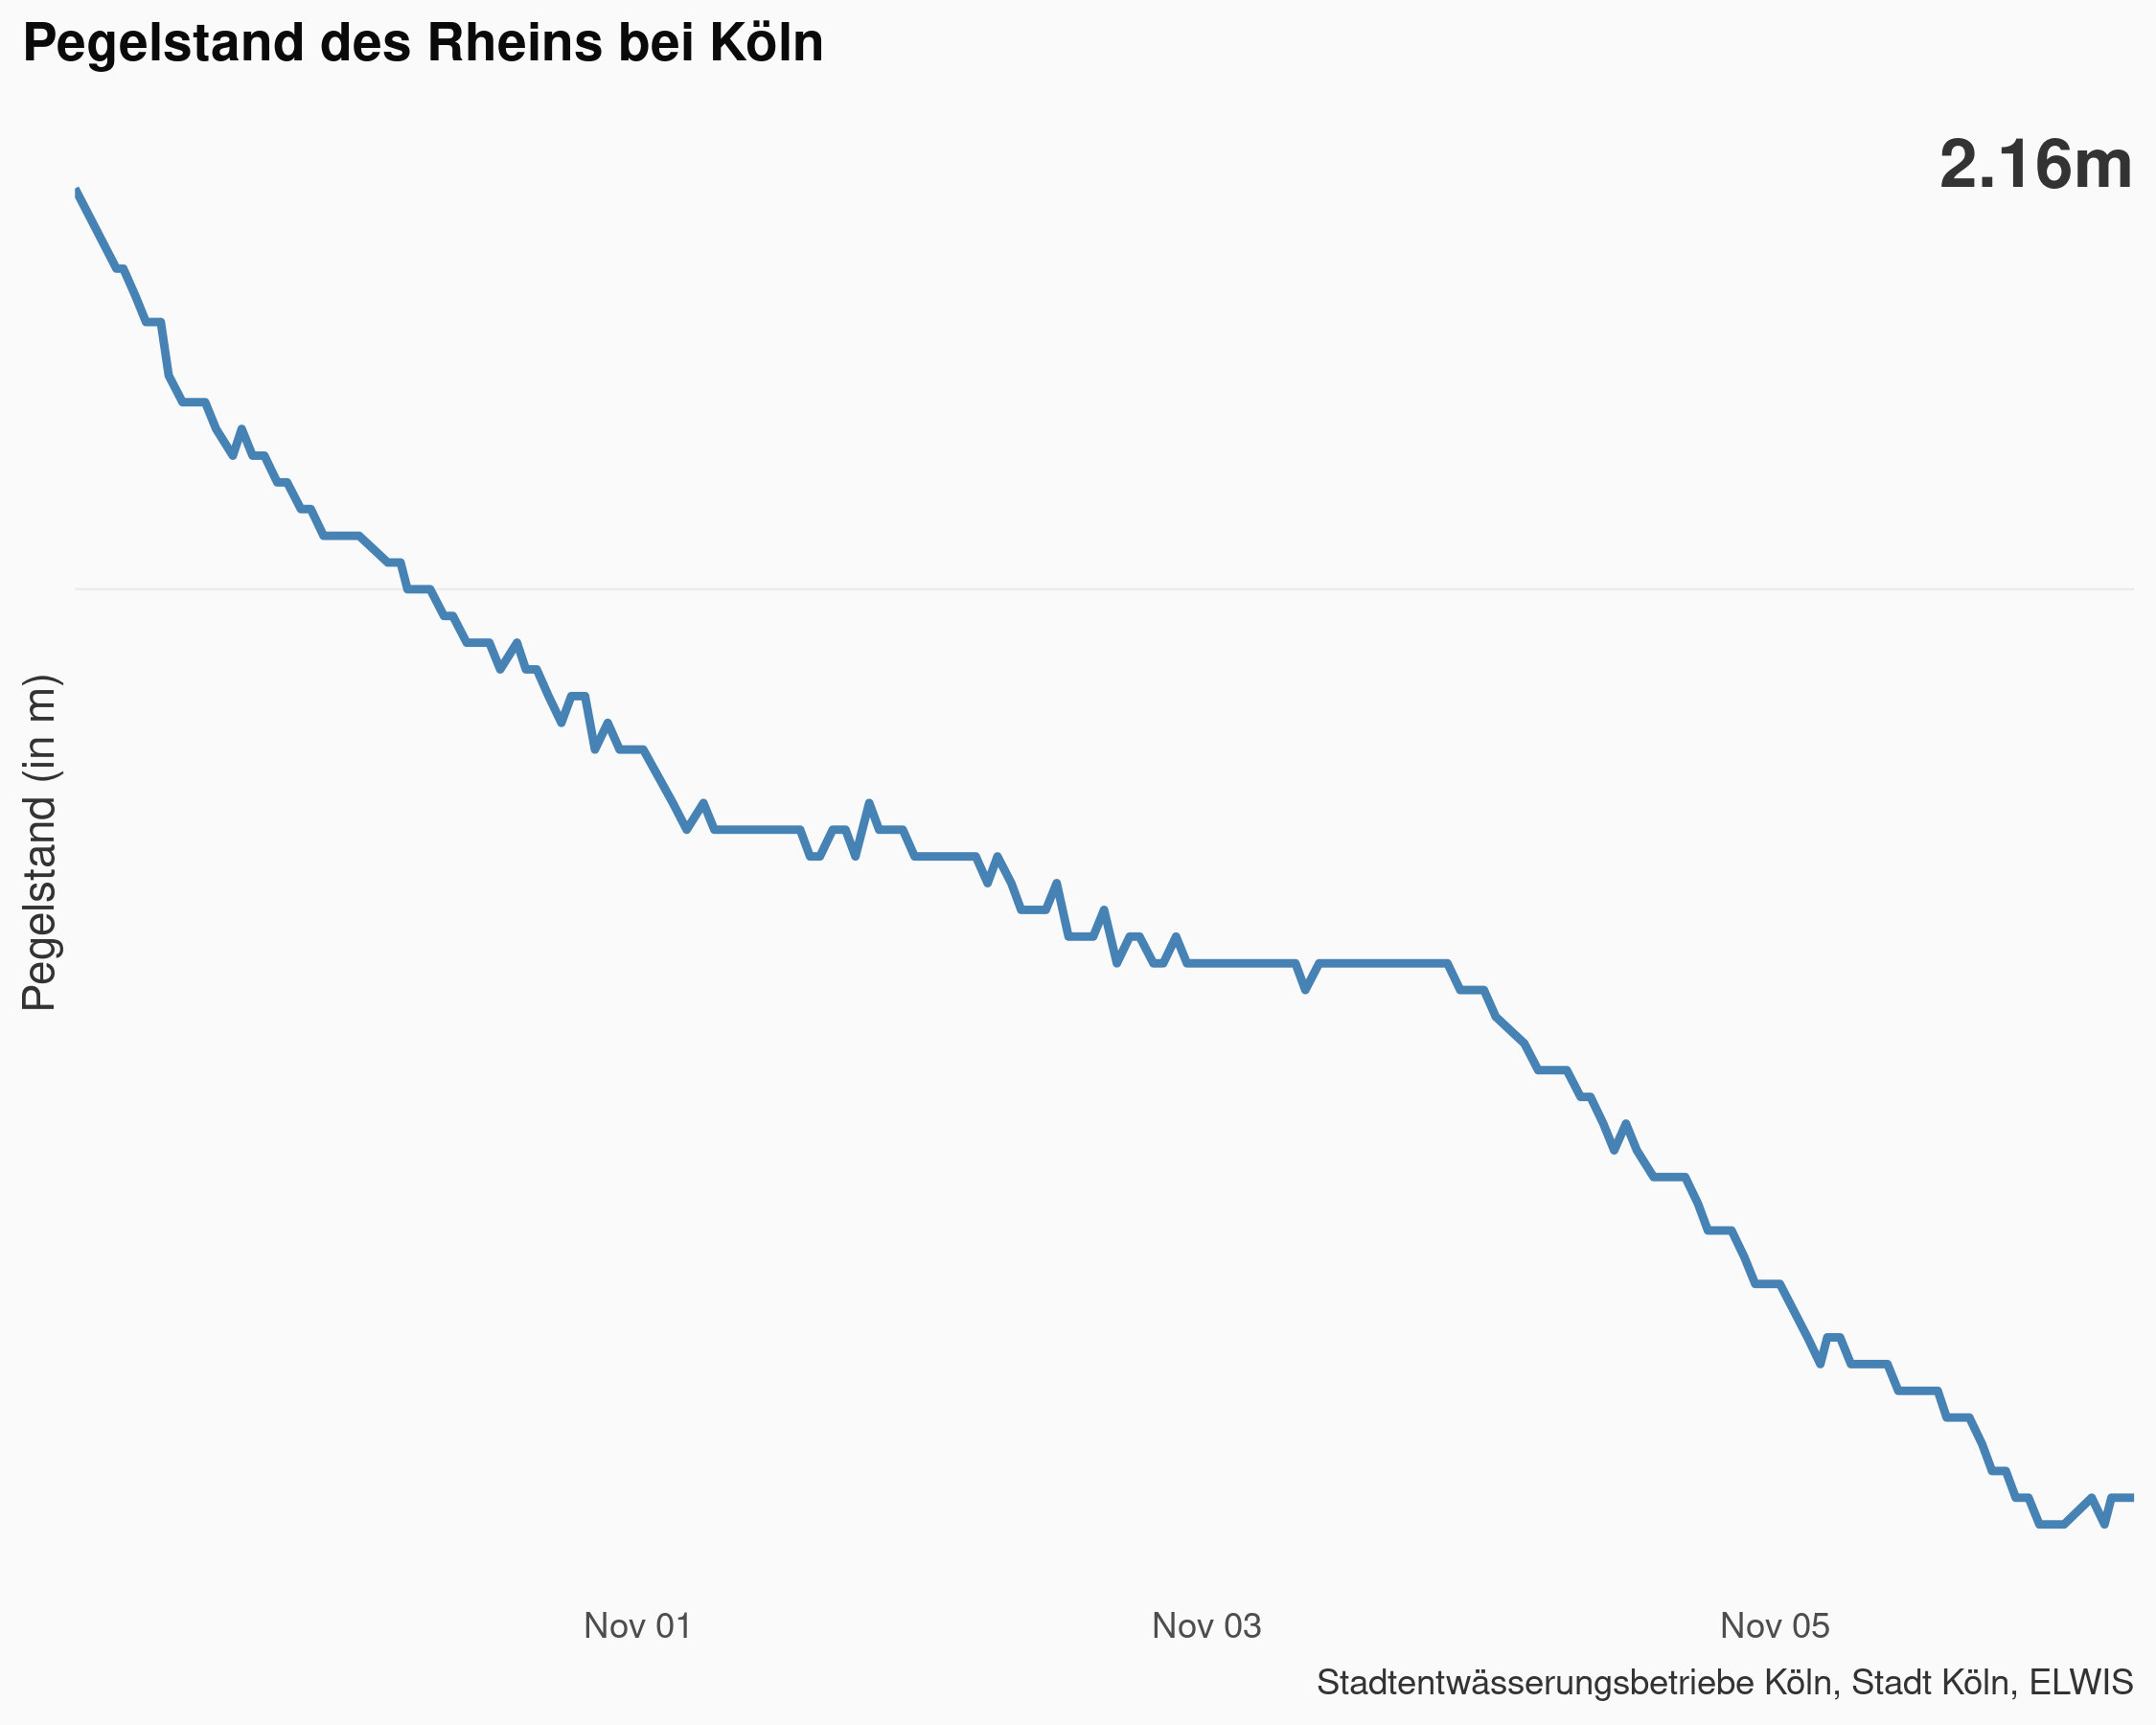 Pegelstand des Rheins bei Köln
2.16m
Pegelstand (in m)
Nov 01
Nov 03
Nov 05
Stadtentwässerungsbetriebe Köln, Stadt Köln, ELWIS